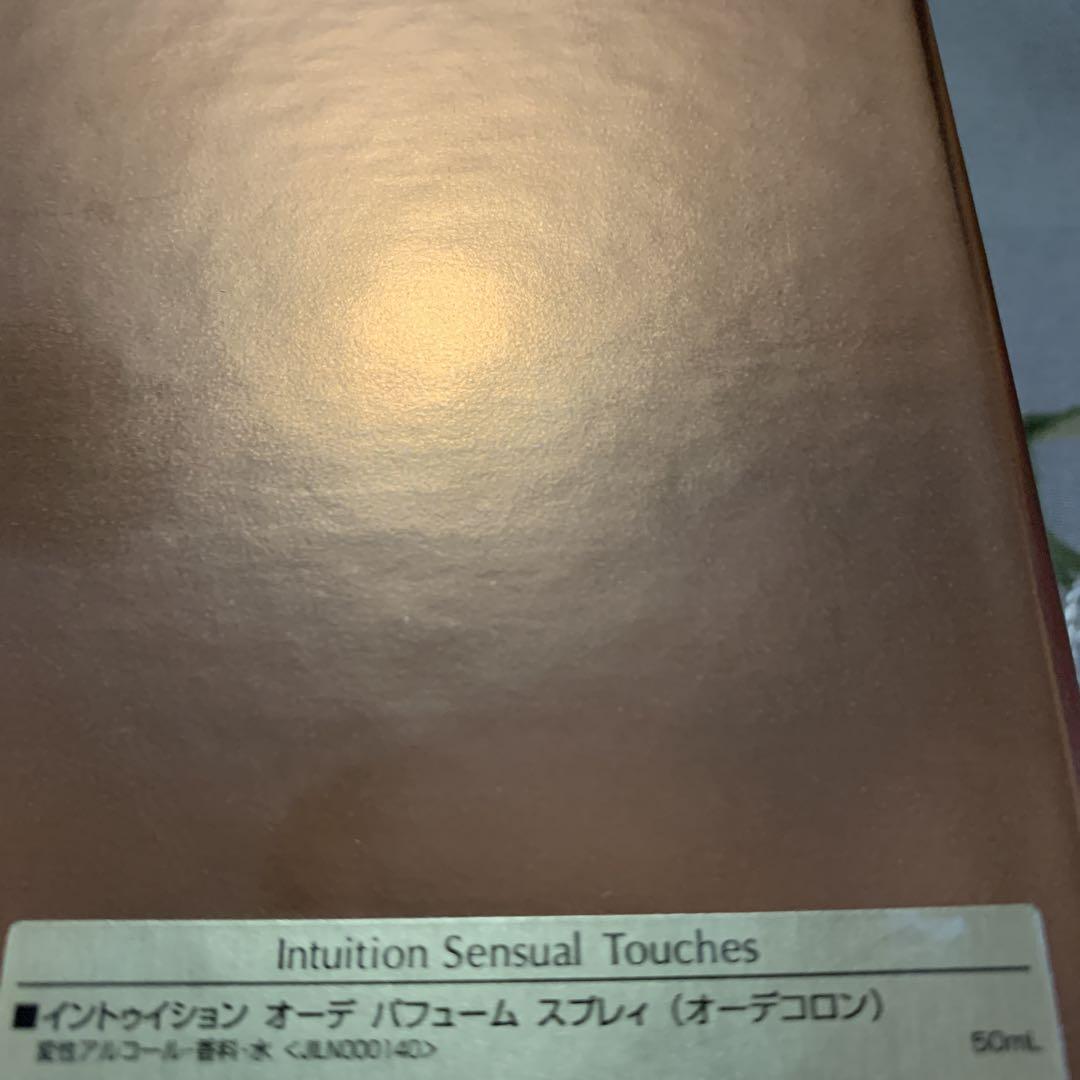 Intuition Sensual Touches
■イントゥイション オーデ パフューム スプレィ（オーデコロン）
変性アルコール・香料・水 <JLN000140>
50mL